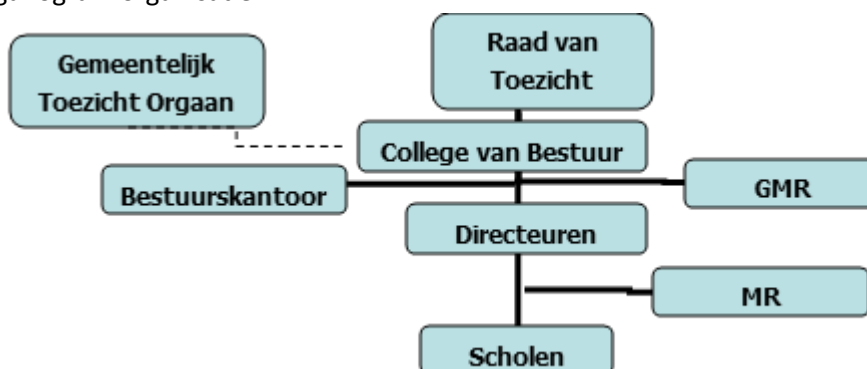 Raad van
Toezicht
Gemeentelijk
Toezicht Orgaan
College van Bestuur
Bestuurskantoor
GMR
Directeuren
MR
Scholen